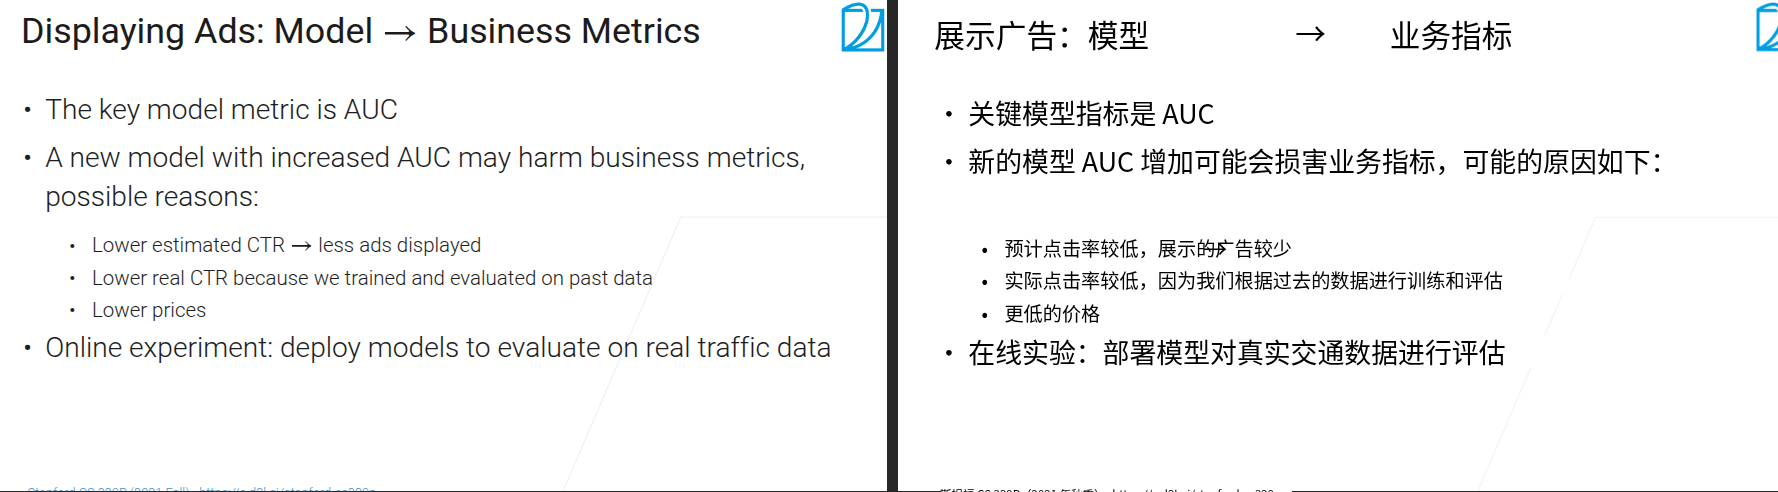 Displaying Ads: Model → Business Metrics
• The key model metric is AUC
• A new model with increased AUC may harm business metrics,
possible reasons:
• Lower estimated CTR → less ads displayed
• Lower real CTR because we trained and evaluated on past data
• Lower prices
• Online experiment: deploy models to evaluate on real traffic data
展示广告：模型 → 业务指标
• 关键模型指标是 AUC
• 新的模型 AUC 增加可能会损害业务指标，可能的原因如下：
• 预计点击率较低，展示的→广告较少
• 实际点击率较低，因为我们根据过去的数据进行训练和评估
• 更低的价格
• 在线实验：部署模型对真实交通数据进行评估